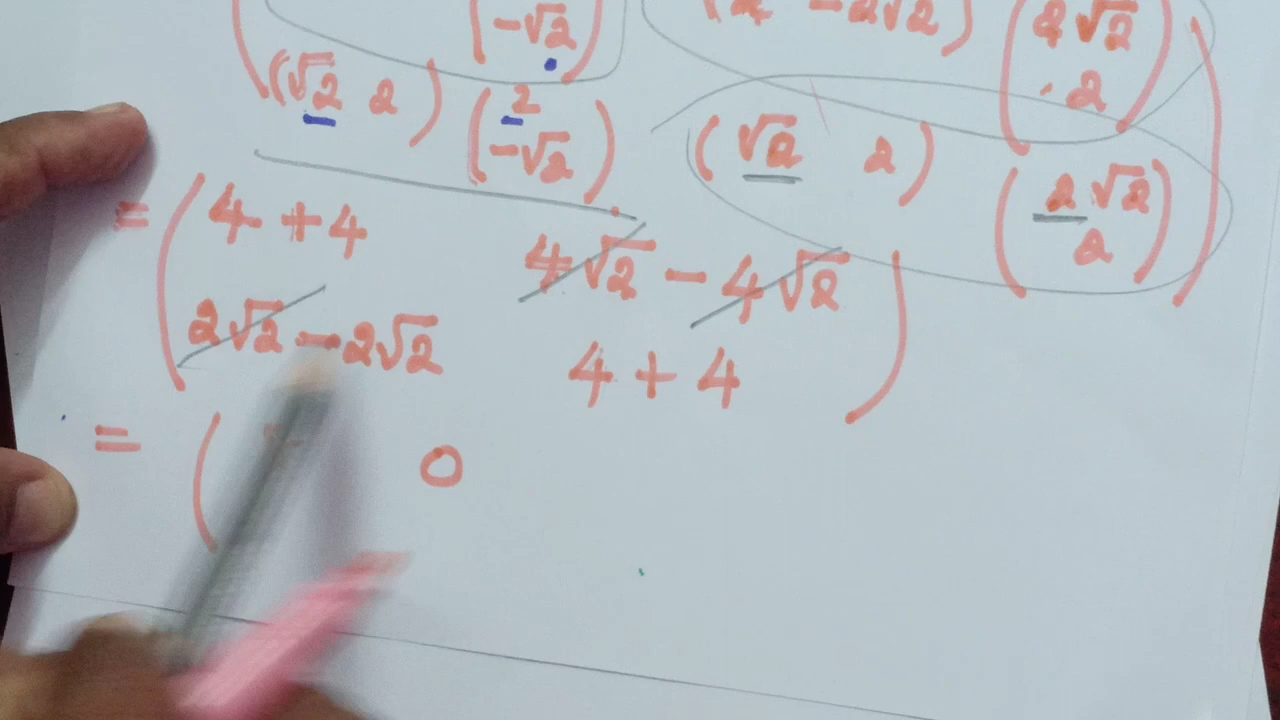 -√2) -2√2) (2√2
((√2 2) (2 · 2
-√2) (√2 2) (2√2
2)
= (4 + 4 4√2 - 4√2
2√2 - 2√2 4 + 4)
= ( 0